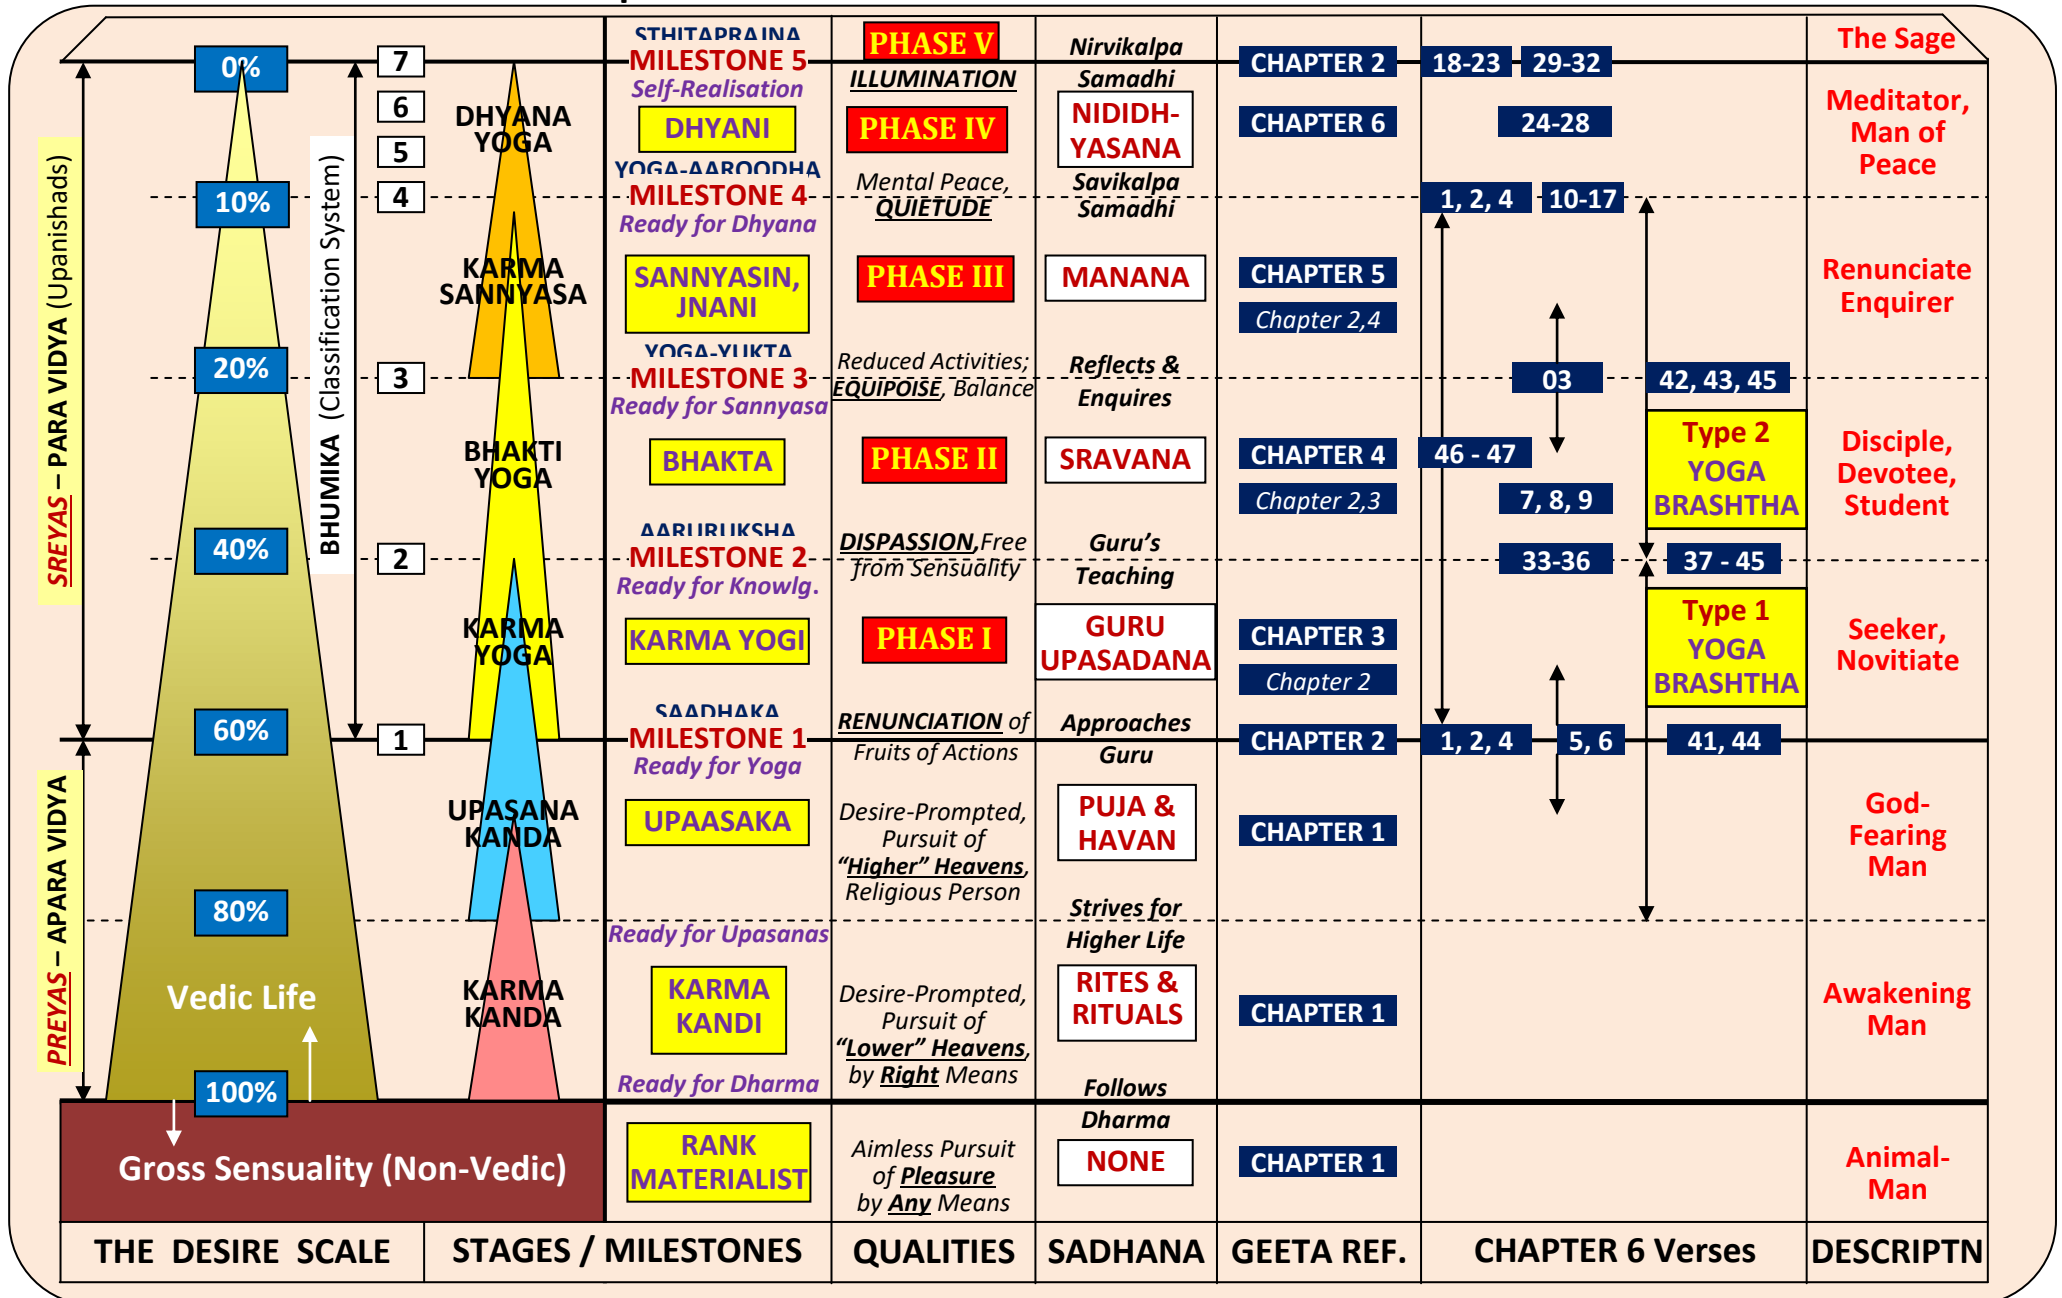 STHITAPRAJNA
PHASE V
The Sage
0%
7
MILESTONE 5
Nirvikalpa
Samadhi
CHAPTER 2
18-23
29-32
Self-Realisation
ILLUMINATION
6
DHYANA
YOGA
DHYANI
PHASE IV
NIDIDH-
YASANA
CHAPTER 6
24-28
Meditator,
Man of
Peace
5
YOGA-AAROODHA
10%
4
MILESTONE 4
Ready for Dhyana
Mental Peace,
QUIETUDE
Savikalpa
Samadhi
1, 2, 4
10-17
KARMA
SANNYASA
SANNYASIN,
JNANI
PHASE III
MANANA
CHAPTER 5
Chapter 2,4
Renunciate
Enquirer
YOGA-YUKTA
20%
3
MILESTONE 3
Ready for Sannyasa
Reduced Activities;
EQUIPOISE, Balance
Reflects &
Enquires
03
42, 43, 45
BHAKTI
YOGA
BHAKTA
PHASE II
SRAVANA
CHAPTER 4
Chapter 2,3
46 - 47
7, 8, 9
Type 2
YOGA
BRASHTHA
Disciple,
Devotee,
Student
AARURUKSHA
40%
2
MILESTONE 2
Ready for Knowlg.
DISPASSION,Free
from Sensuality
Guru's
Teaching
33-36
37 - 45
KARMA
YOGA
KARMA YOGI
PHASE I
GURU
UPASADANA
CHAPTER 3
Chapter 2
Type 1
YOGA
BRASHTHA
Seeker,
Novitiate
SAADHAKA
60%
1
MILESTONE 1
Ready for Yoga
RENUNCIATION of
Fruits of Actions
Approaches
Guru
CHAPTER 2
1, 2, 4
5, 6
41, 44
UPASANA
KANDA
UPAASAKA
Desire-Prompted,
Pursuit of
“Higher” Heavens,
Religious Person
PUJA &
HAVAN
CHAPTER 1
God-
Fearing
Man
80%
Ready for Upasanas
Strives for
Higher Life
Vedic Life
KARMA
KANDA
KARMA
KANDI
Desire-Prompted,
Pursuit of
“Lower” Heavens,
by Right Means
RITES &
RITUALS
CHAPTER 1
Awakening
Man
100%
Ready for Dharma
Follows
Dharma
Gross Sensuality (Non-Vedic)
RANK
MATERIALIST
Aimless Pursuit
of Pleasure
by Any Means
NONE
CHAPTER 1
Animal-
Man
SREYAS – PARA VIDYA (Upanishads)
PREYAS – APARA VIDYA
BHUMIKA (Classification System)
THE DESIRE SCALE
STAGES / MILESTONES
QUALITIES
SADHANA
GEETA REF.
CHAPTER 6 Verses
DESCRIPTN